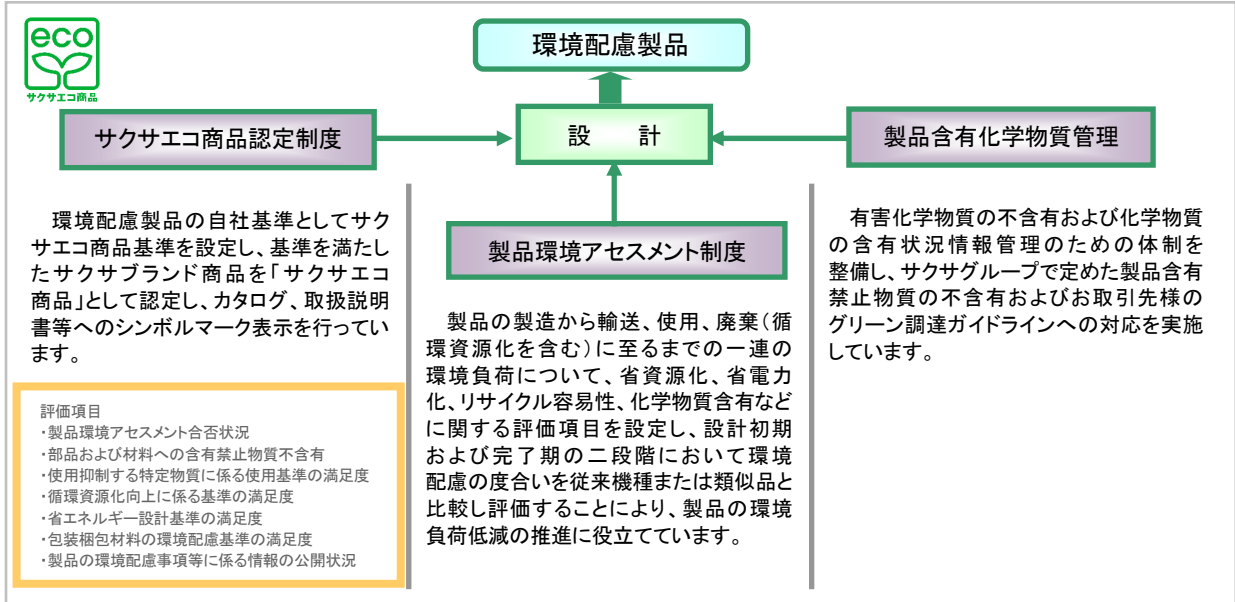 eco
サクサエコ商品
環境配慮製品
サクサエコ商品認定制度
設　計
製品含有化学物質管理
製品環境アセスメント制度
環境配慮製品の自社基準としてサク
サエコ商品基準を設定し、基準を満たし
たサクサブランド商品を「サクサエコ
商品」として認定し、カタログ、取扱説明
書等へのシンボルマーク表示を行ってい
ます。
評価項目
・製品環境アセスメント合否状況
・部品および材料への含有禁止物質不含有
・使用抑制する特定物質に係る使用基準の満足度
・循環資源化向上に係る基準の満足度
・省エネルギー設計基準の満足度
・包装梱包材料の環境配慮基準の満足度
・製品の環境配慮事項等に係る情報の公開状況
製品の製造から輸送、使用、廃棄（循
環資源化を含む）に至るまでの一連の
環境負荷について、省資源化、省電力
化、リサイクル容易性、化学物質含有など
に関する評価項目を設定し、設計初期
および完了期の二段階において環境
配慮の度合いを従来機種または類似品と
比較し評価することにより、製品の環境
負荷低減の推進に役立てています。
有害化学物質の不含有および化学物質
の含有状況情報管理のための体制を
整備し、サクサグループで定めた製品含有
禁止物質の不含有およびお取引先様の
グリーン調達ガイドラインへの対応を実施
しています。